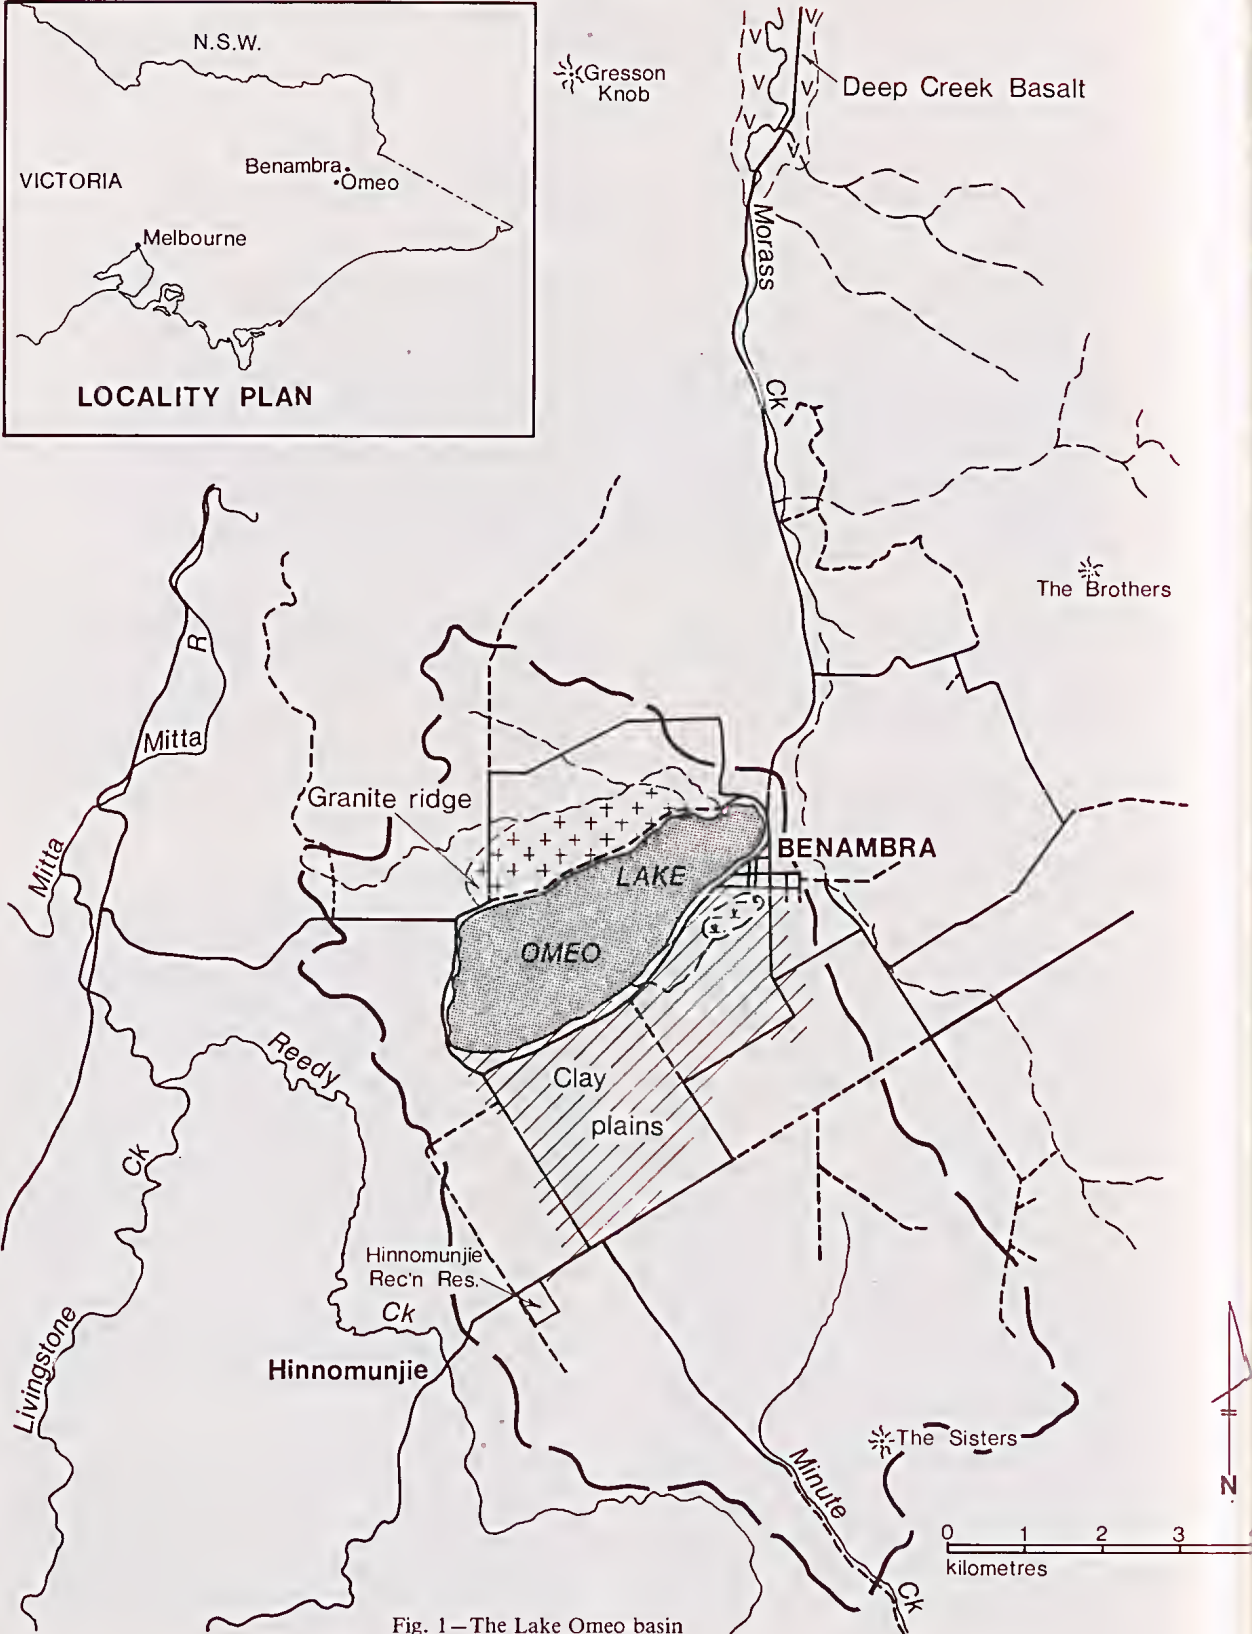 N.S.W.
VICTORIA
Benambra
Omeo
Melbourne
LOCALITY PLAN
Gresson
Knob
Deep Creek Basalt
Morass
Ck
The Brothers
R
Mitta
Mitta
Granite ridge
BENAMBRA
LAKE
OMEO
Reedy
Clay
plains
Ck
Hinnomunjie
Rec'n Res.
Ck
Livingstone
Hinnomunjie
The Sisters
Minute
Ck
N
0 1 2 3
kilometres
Fig. 1—The Lake Omeo basin